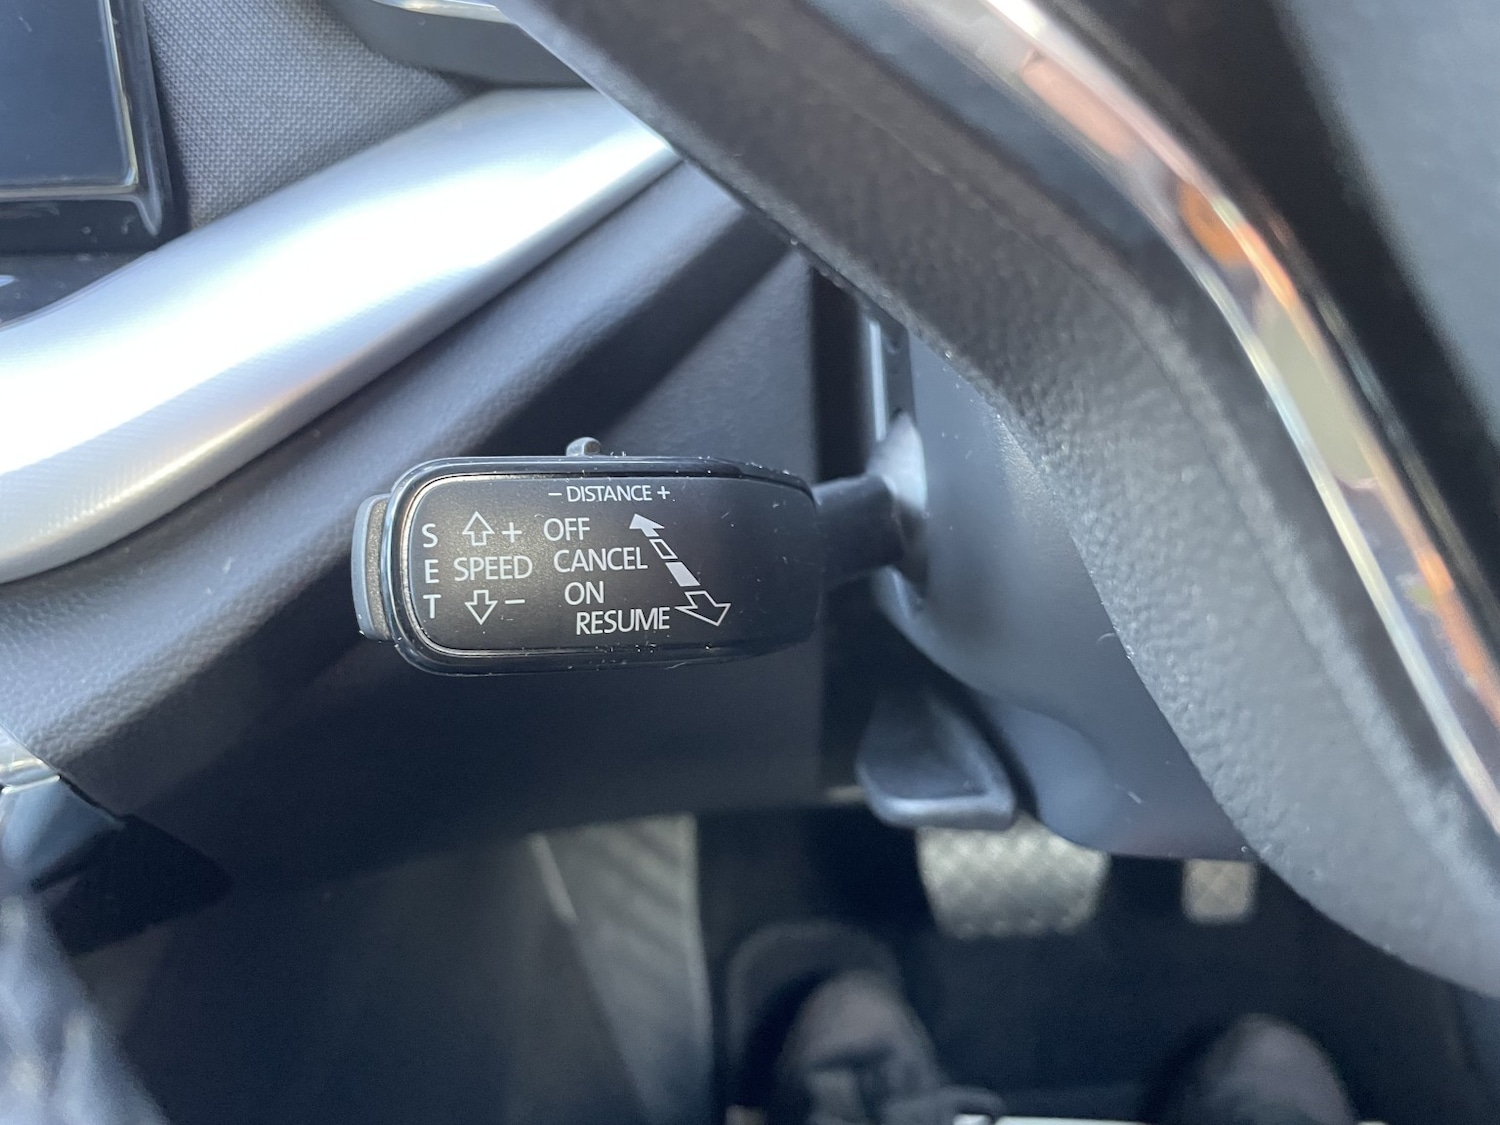 - DISTANCE +
S + OFF
E SPEED CANCEL
T - ON
RESUME